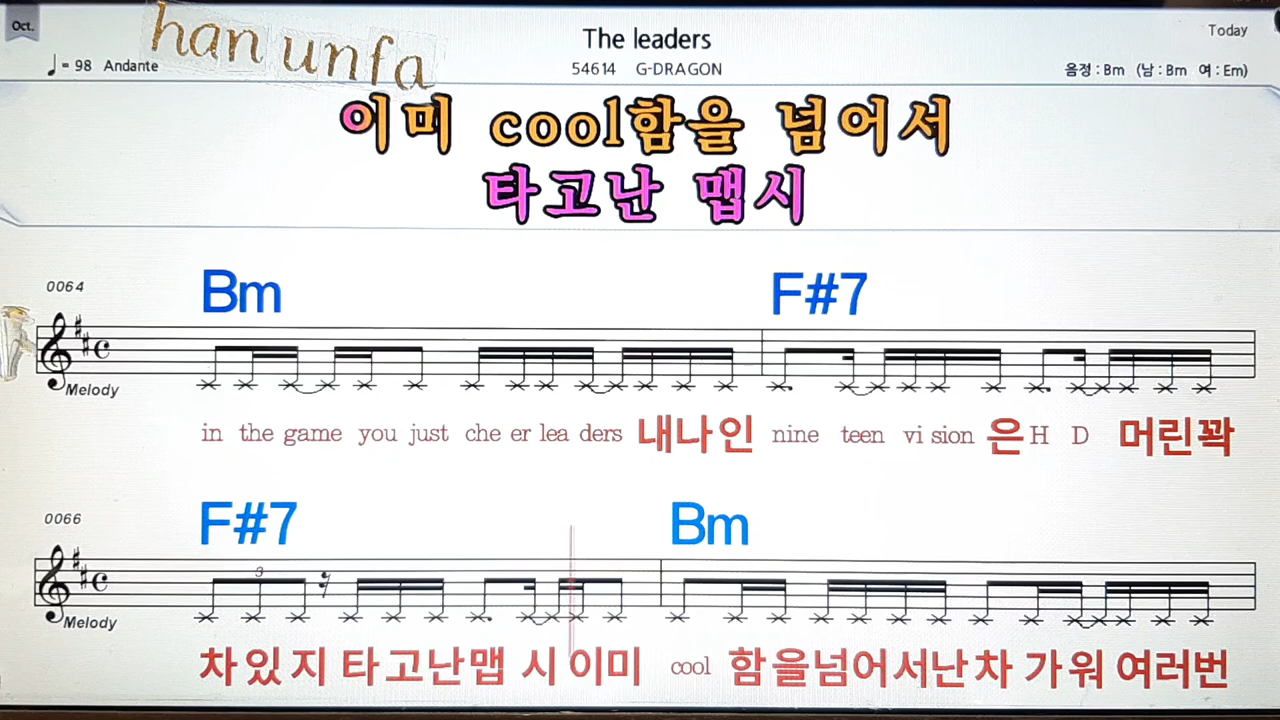 Oct.
han unfa
The leaders
Today
♩= 98 Andante
54614 G-DRAGON
음정 : Bm (남 : Bm 여 : Em)
이미 cool함을 넘어서
타고난 맵시
0064
Bm F#7
Melody
in the game you just che er lea ders 내나인 nine teen vi sion 은 H D 머린꽉
0066
F#7 Bm
3
Melody
차있지 타고난맵 시 이미 cool 함을넘어서난차 가워 여러번